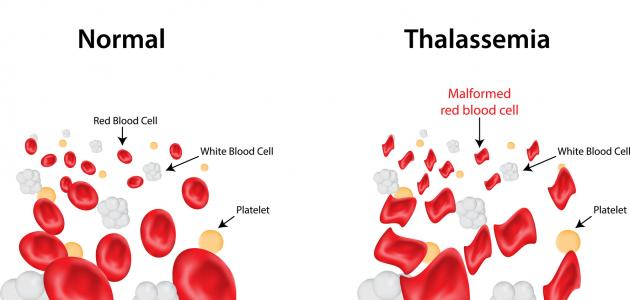 Normal
Red Blood Cell
White Blood Cell
Platelet
Thalassemia
Malformed
red blood cell
White Blood Cell
Platelet